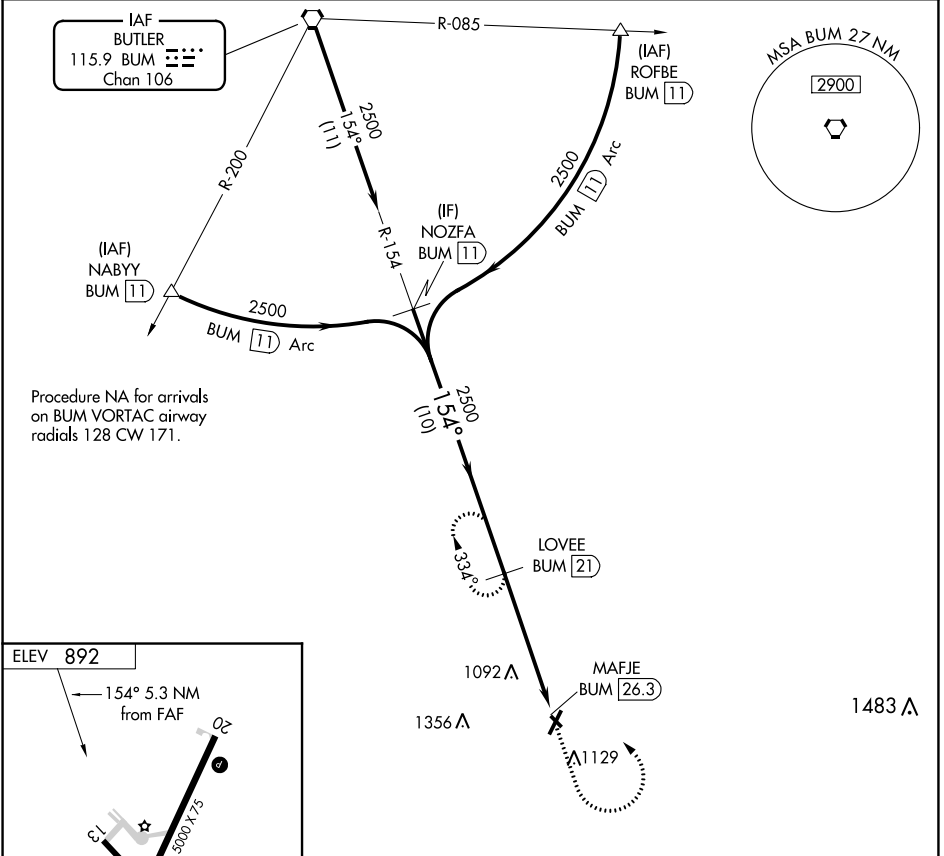 IAF
BUTLER
115.9 BUM
Chan 106
R-085
(IAF)
ROFBE
BUM 11
MSA BUM 27 NM
2900
R-200
2500
154°
(11)
2500
BUM 11 Arc
R-154
(IF)
NOZFA
BUM 11
(IAF)
NABYY
BUM 11
2500
BUM 11 Arc
Procedure NA for arrivals
on BUM VORTAC airway
radials 128 CW 171.
2500
154°
(10)
334°
LOVEE
BUM 21
1092
MAFJE
BUM 26.3
1356
1483
1129
ELEV 892
154° 5.3 NM
from FAF
20
P
13
5000 X 75